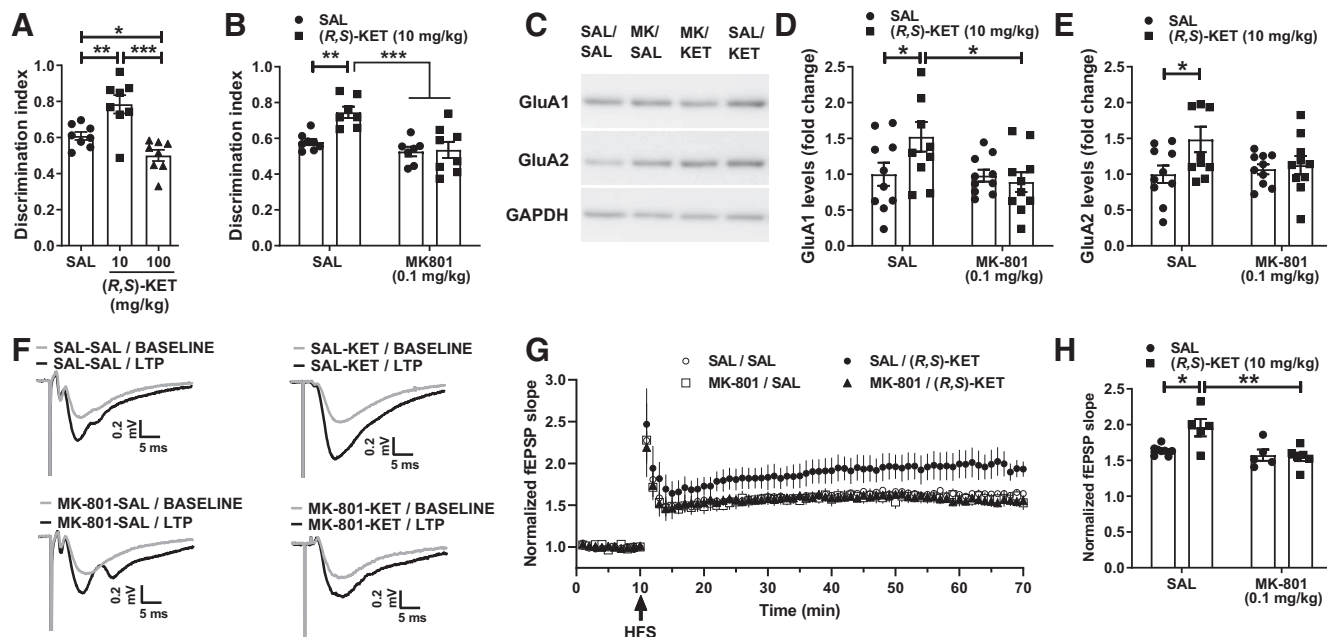 A
*
** ***
Discrimination index
1.0
0.8
0.6
0.4
0.2
0.0
SAL 10 100
(R,S)-KET
(mg/kg)
B
SAL
(R,S)-KET (10 mg/kg)
** ***
Discrimination index
1.0
0.8
0.6
0.4
0.2
0.0
SAL MK801
(0.1 mg/kg)
C
SAL/ MK/ MK/ SAL/
SAL SAL KET KET
GluA1
GluA2
GAPDH
D
SAL
(R,S)-KET (10 mg/kg)
* *
GluA1 levels (fold change)
3.0
2.5
2.0
1.5
1.0
0.5
0.0
SAL MK-801
(0.1 mg/kg)
E
SAL
(R,S)-KET (10 mg/kg)
*
GluA2 levels (fold change)
3.0
2.5
2.0
1.5
1.0
0.5
0.0
SAL MK-801
(0.1 mg/kg)
F
SAL-SAL / BASELINE
SAL-SAL / LTP
0.2
mV
5 ms
SAL-KET / BASELINE
SAL-KET / LTP
0.2
mV
5 ms
MK-801-SAL / BASELINE
MK-801-SAL / LTP
0.2
mV
5 ms
MK-801-KET / BASELINE
MK-801-KET / LTP
0.2
mV
5 ms
G
SAL / SAL SAL / (R,S)-KET
MK-801 / SAL MK-801 / (R,S)-KET
Normalized fEPSP slope
3.0
2.5
2.0
1.5
1.0
0 10 20 30 40 50 60 70
Time (min)
HFS
H
SAL
(R,S)-KET (10 mg/kg)
* **
Normalized fEPSP slope
2.5
2.0
1.5
1.0
0.5
0.0
SAL MK-801
(0.1 mg/kg)